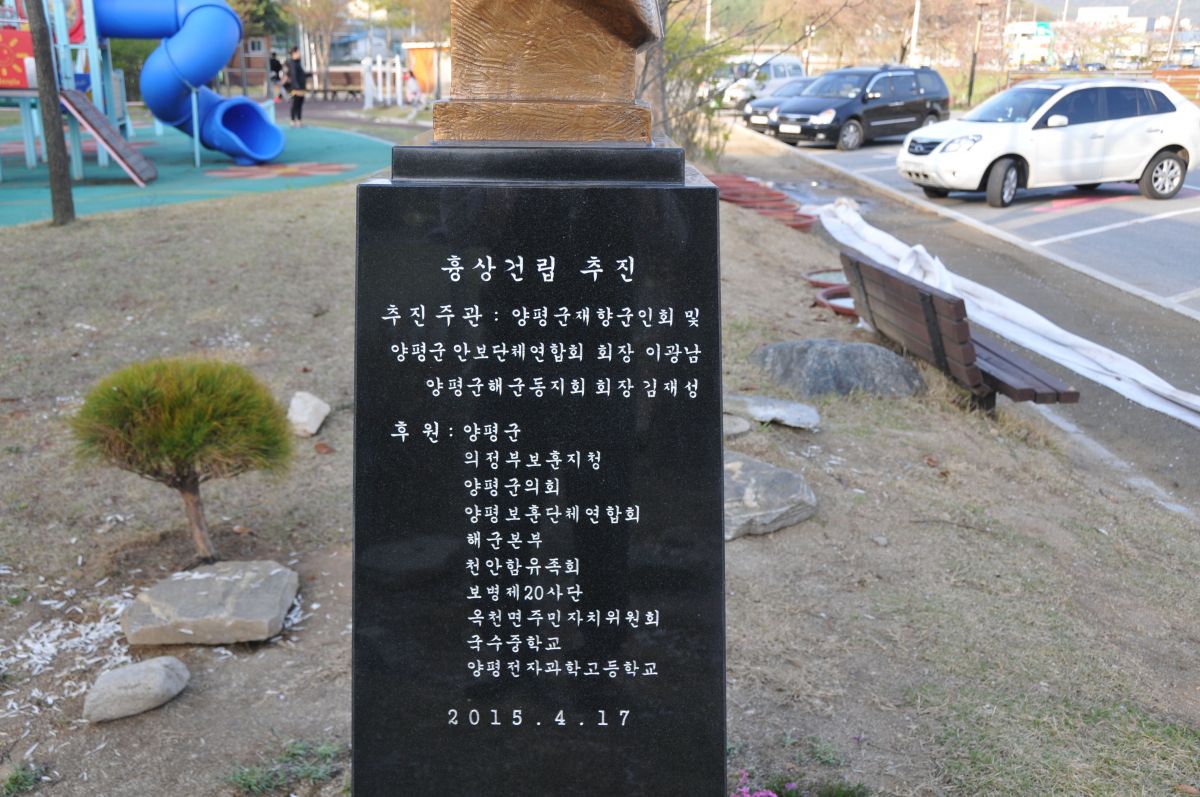 흉상건립 추진
추진주관 : 양평군재향군인회 및
양평군안보단체연합회 회장 이광남
양평군해군동지회 회장 김재성
후원 : 양평군
의정부보훈지청
양평군의회
양평보훈단체연합회
해군본부
천안함유족회
보병제20사단
옥천면주민자치위원회
국수중학교
양평전자과학고등학교
2015.4.17